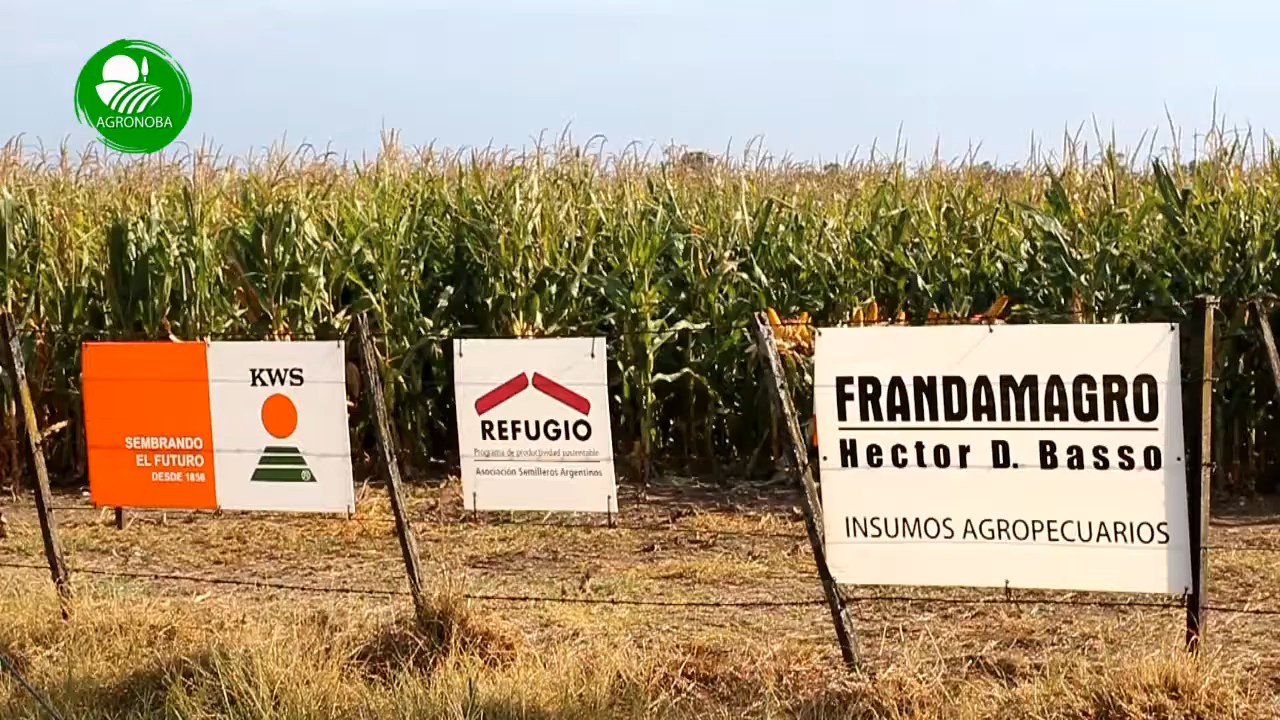 AGRONOBA
SEMBRANDO
EL FUTURO
DESDE 1856
KWS
REFUGIO
Programa de productividad sustentable
Asociación Semilleros Argentinos
FRANDAMAGRO
Hector D. Basso
INSUMOS AGROPECUARIOS